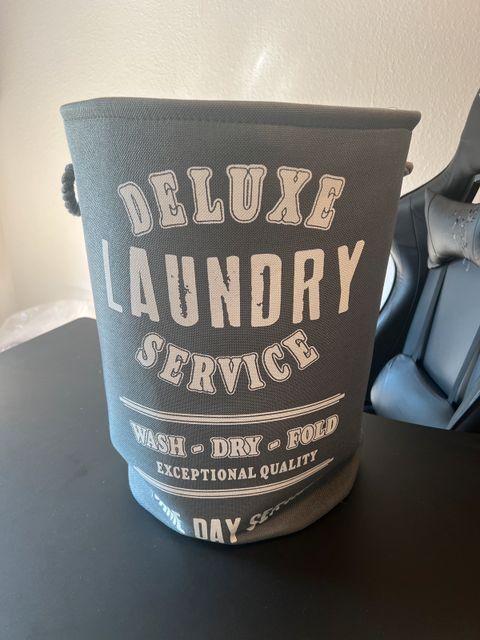 DELUXE
LAUNDRY
SERVICE
WASH - DRY - FOLD
EXCEPTIONAL QUALITY
DAY